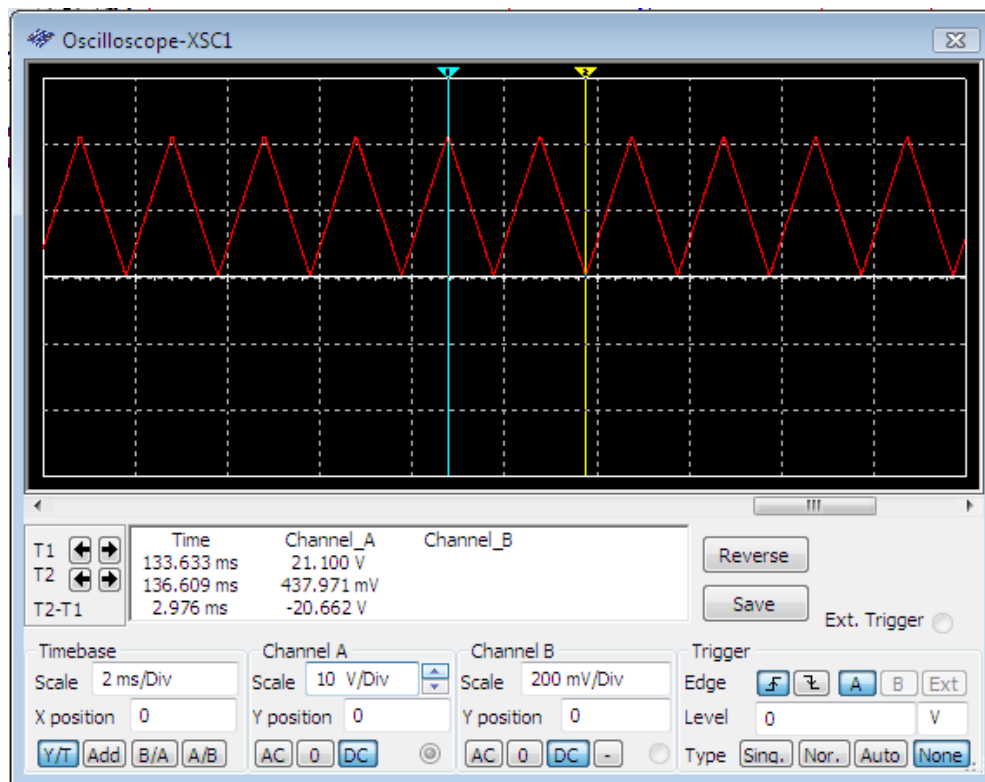 Oscilloscope-XSC1
1 2
Time Channel_A Channel_B
T1 133.633 ms 21.100 V
T2 136.609 ms 437.971 mV
T2-T1 2.976 ms -20.662 V
Reverse
Save
Ext. Trigger
Timebase
Scale 2 ms/Div
X position 0
Y/T Add B/A A/B
Channel A
Scale 10 V/Div
Y position 0
AC 0 DC
Channel B
Scale 200 mV/Div
Y position 0
AC 0 DC -
Trigger
Edge A B Ext
Level 0 V
Type Sing. Nor. Auto None